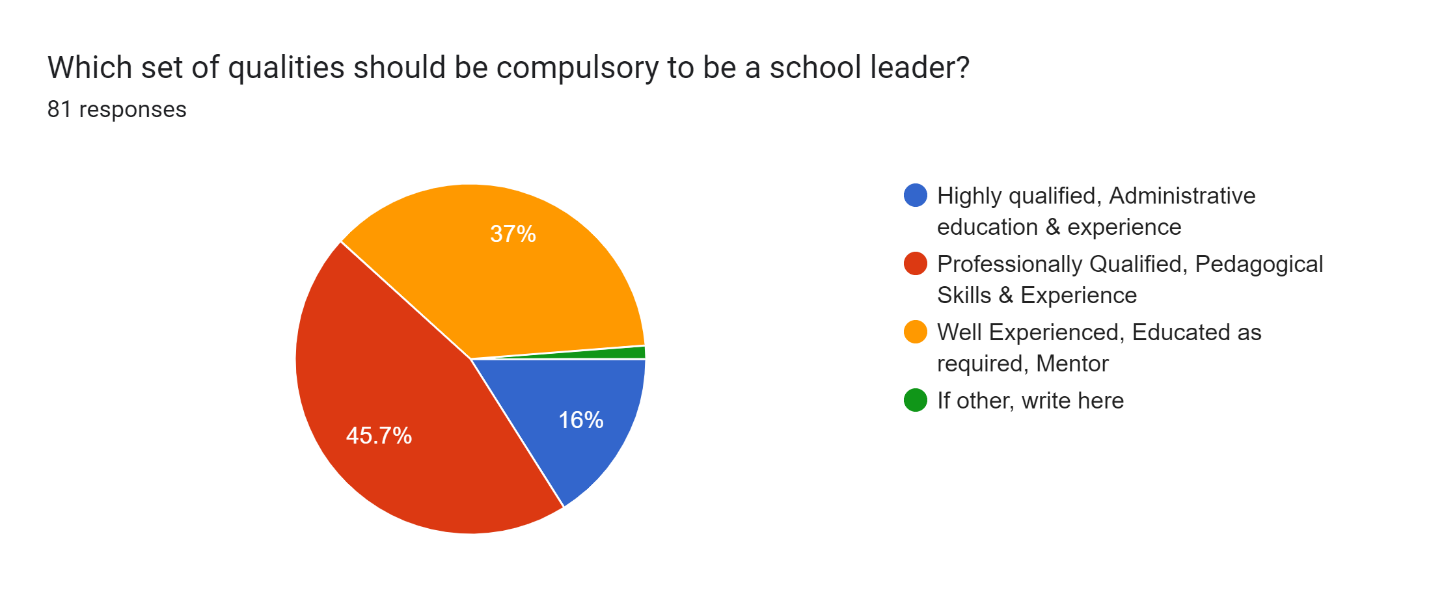 Which set of qualities should be compulsory to be a school leader?
81 responses
37%
45.7%
16%
Highly qualified, Administrative
education & experience
Professionally Qualified, Pedagogical
Skills & Experience
Well Experienced, Educated as
required, Mentor
If other, write here